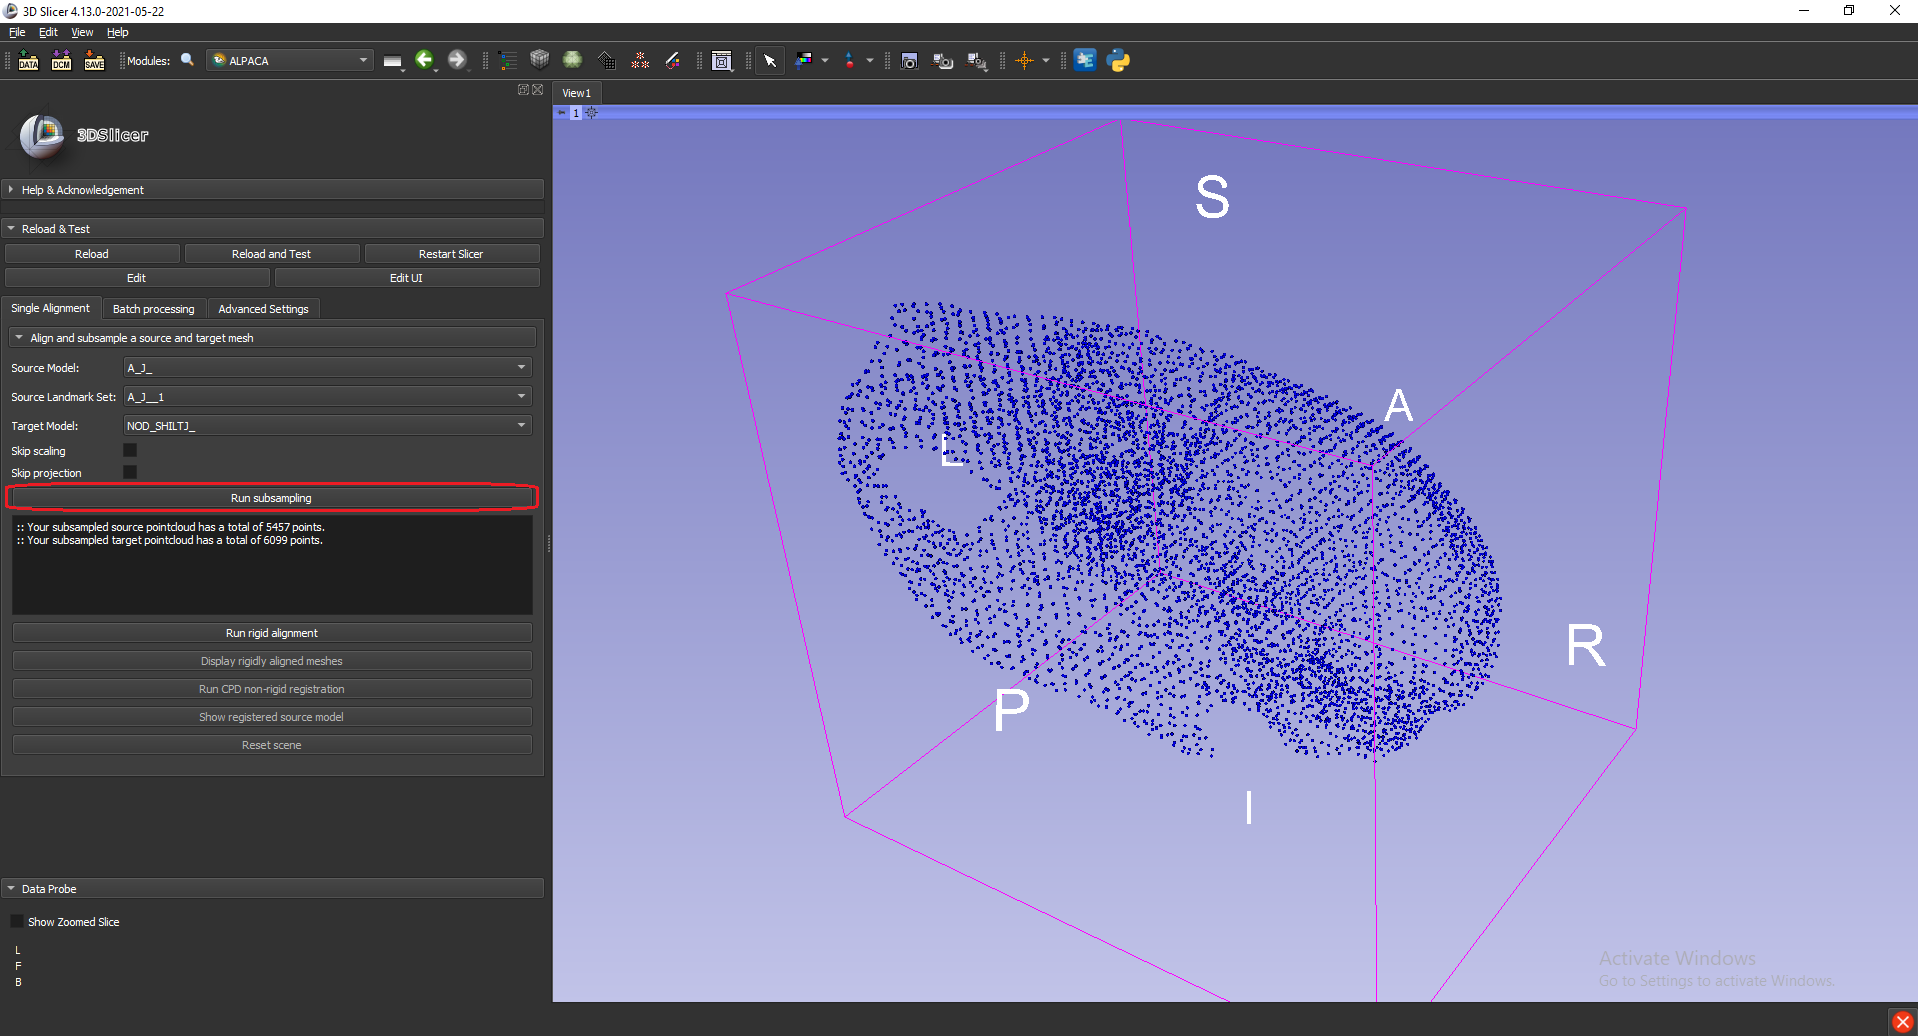 3D Slicer 4.13.0-2021-05-22
File Edit View Help
DATA DCM SAVE Modules: ALPACA
View1
1
3DSlicer
Help & Acknowledgement
Reload & Test
Reload Reload and Test Restart Slicer
Edit Edit UI
Single Alignment Batch processing Advanced Settings
Align and subsample a source and target mesh
Source Model: A_J_
Source Landmark Set: A_J__1
Target Model: NOD_SHILTJ_
Skip scaling
Skip projection
Run subsampling
:: Your subsampled source pointcloud has a total of 5457 points.
:: Your subsampled target pointcloud has a total of 6099 points.
Run rigid alignment
Display rigidly aligned meshes
Run CPD non-rigid registration
Show registered source model
Reset scene
Data Probe
Show Zoomed Slice
L
F
B
S
A
L
R
P
I
Activate Windows
Go to Settings to activate Windows.